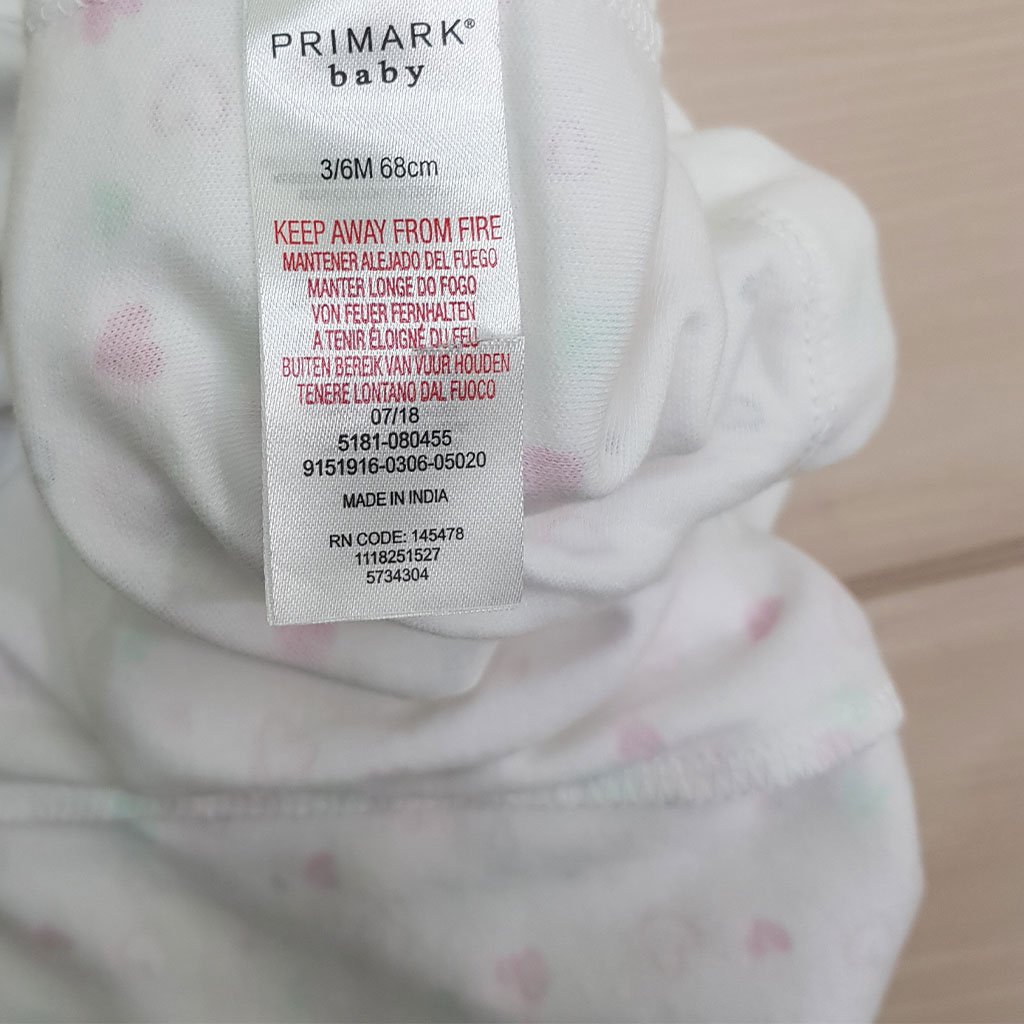 PRIMARK®
baby
3/6M 68cm
KEEP AWAY FROM FIRE
MANTENER ALEJADO DEL FUEGO
MANTER LONGE DO FOGO
VON FEUER FERNHALTEN
A TENIR ÉLOIGNÉ DU FEU
BUITEN BEREIK VAN VUUR HOUDEN
TENERE LONTANO DAL FUOCO
07/18
5181-080455
9151916-0306-05020
MADE IN INDIA
RN CODE: 145478
1118251527
5734304